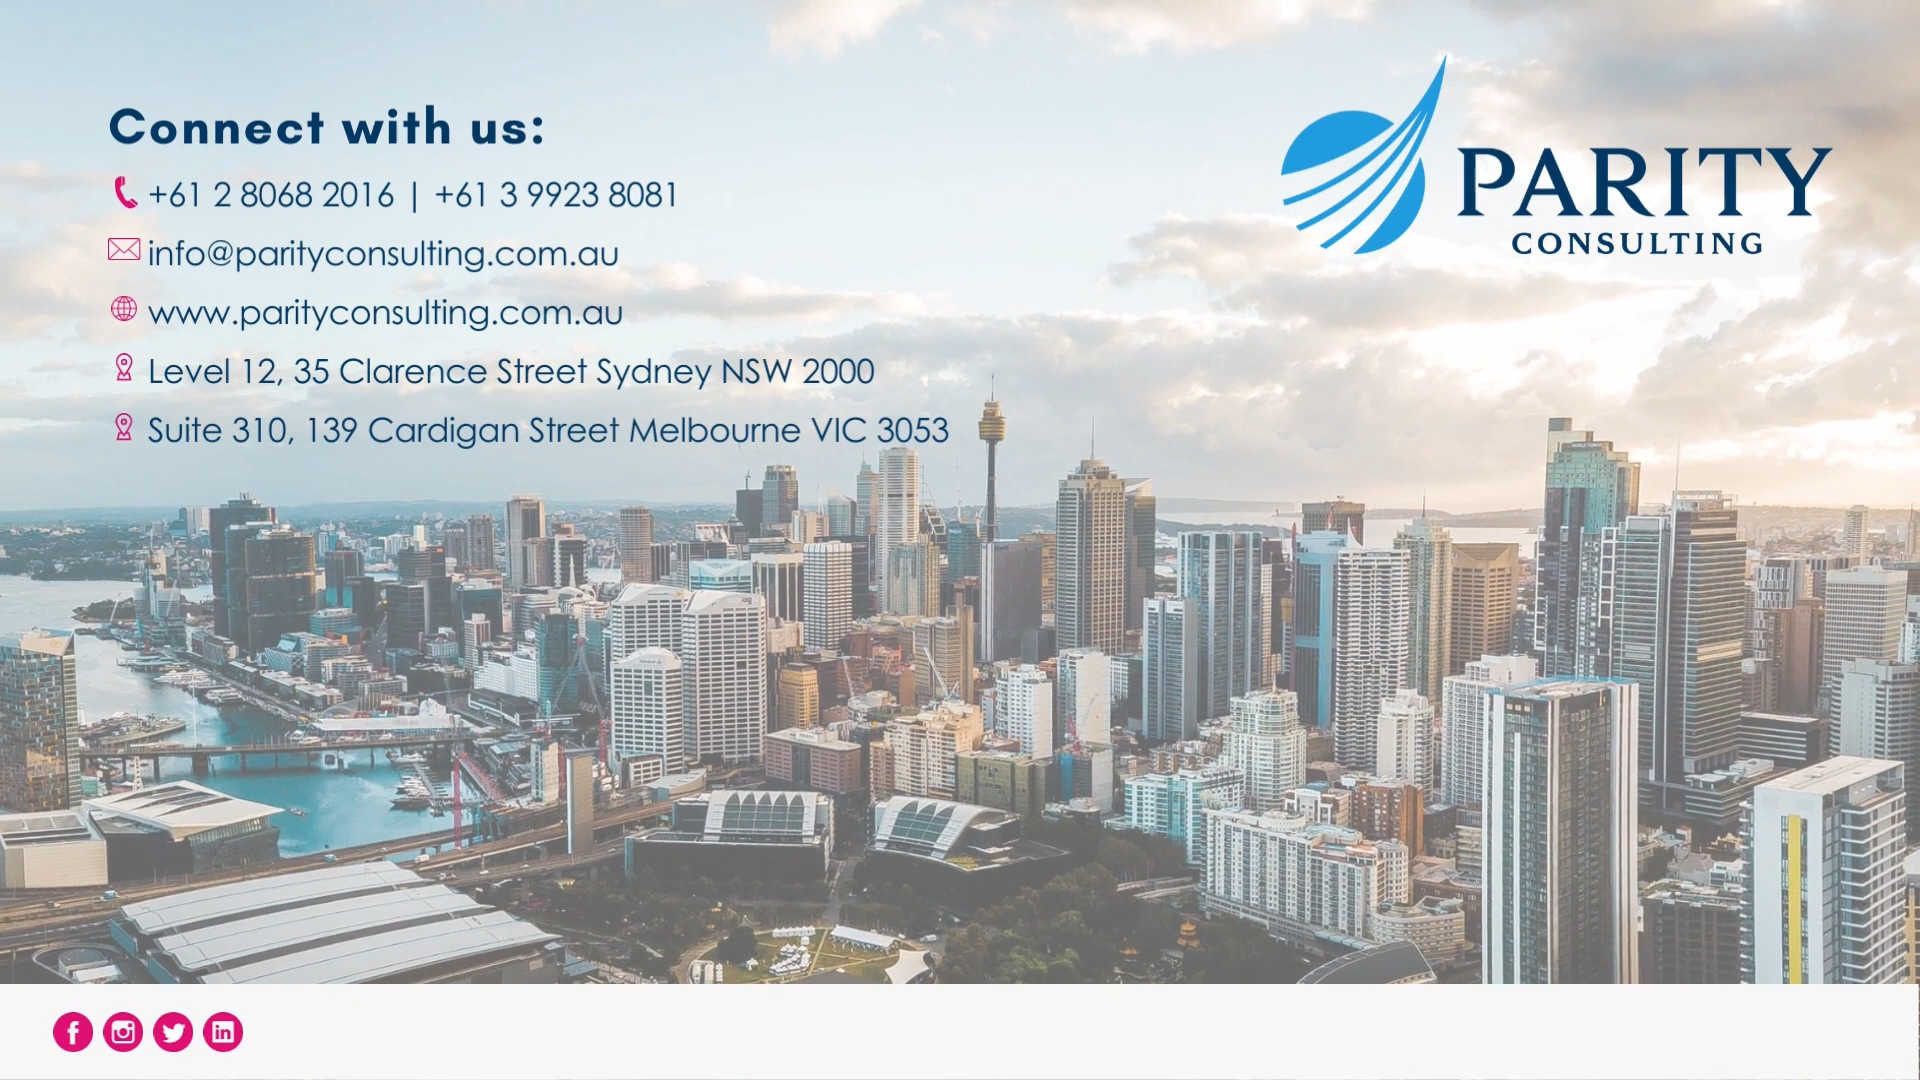 Connect with us:
+61 2 8068 2016 | +61 3 9923 8081
info@parityconsulting.com.au
www.parityconsulting.com.au
Level 12, 35 Clarence Street Sydney NSW 2000
Suite 310, 139 Cardigan Street Melbourne VIC 3053
PARITY
CONSULTING